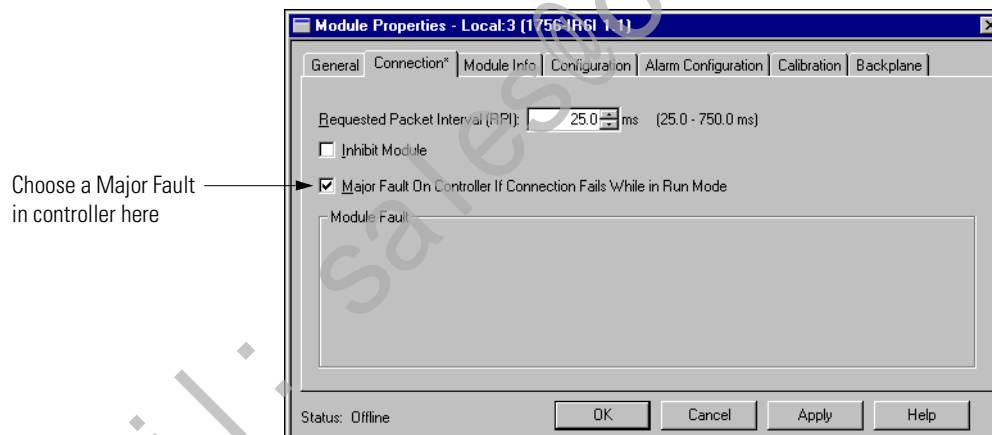 Module Properties - Local:3 (1756-IR6I 1.1)
General Connection* Module Info Configuration Alarm Configuration Calibration Backplane
Requested Packet Interval (RPI): 25.0 ms (25.0 - 750.0 ms)
Inhibit Module
Choose a Major Fault
in controller here
Major Fault On Controller If Connection Fails While in Run Mode
Module Fault
Status: Offline OK Cancel Apply Help
il: sales@